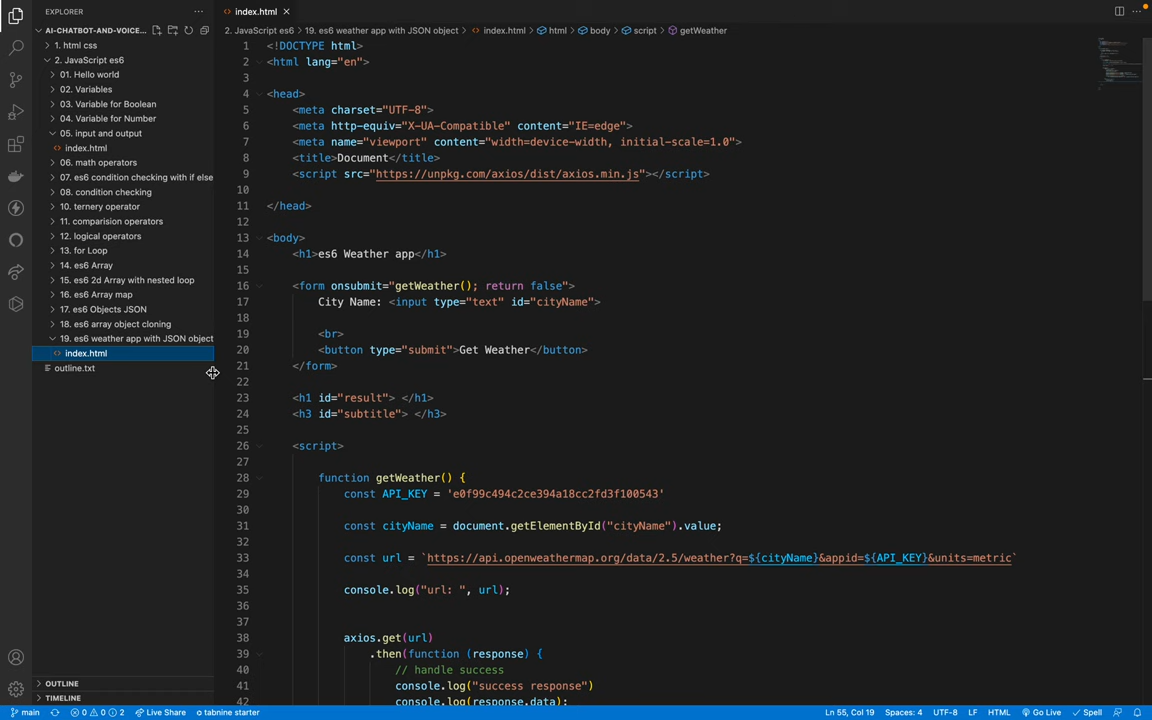 EXPLORER
AI-CHATBOT-AND-VOICE...
1. html css
2. JavaScript es6
01. Hello world
02. Variables
03. Variable for Boolean
04. Variable for Number
05. input and output
index.html
06. math operators
07. es6 condition checking with if else
08. condition checking
10. ternery operator
11. comparision operators
12. logical operators
13. for Loop
14. es6 Array
15. es6 2d Array with nested loop
16. es6 Array map
17. es6 Objects JSON
18. es6 array object cloning
19. es6 weather app with JSON object
index.html
outline.txt
OUTLINE
TIMELINE
index.html
2. JavaScript es6 > 19. es6 weather app with JSON object > index.html > html > body > script > getWeather
1 <!DOCTYPE html>
2 <html lang="en">
3
4 <head>
5 <meta charset="UTF-8">
6 <meta http-equiv="X-UA-Compatible" content="IE=edge">
7 <meta name="viewport" content="width=device-width, initial-scale=1.0">
8 <title>Document</title>
9 <script src="https://unpkg.com/axios/dist/axios.min.js"></script>
10
11 </head>
12
13 <body>
14 <h1>es6 Weather app</h1>
15
16 <form onsubmit="getWeather(); return false">
17 City Name: <input type="text" id="cityName">
18
19 <br>
20 <button type="submit">Get Weather</button>
21 </form>
22
23 <h1 id="result"> </h1>
24 <h3 id="subtitle"> </h3>
25
26 <script>
27
28 function getWeather() {
29 const API_KEY = 'e0f99c494c2ce394a18cc2fd3f100543'
30
31 const cityName = document.getElementById("cityName").value;
32
33 const url = `https://api.openweathermap.org/data/2.5/weather?q=${cityName}&appid=${API_KEY}&units=metric`
34
35 console.log("url: ", url);
36
37
38 axios.get(url)
39 .then(function (response) {
40 // handle success
41 console.log("success response")
42 console.log(response.data);
main 0 0 2 Live Share tabnine starter Ln 55, Col 19 Spaces: 4 UTF-8 LF HTML Go Live Spell